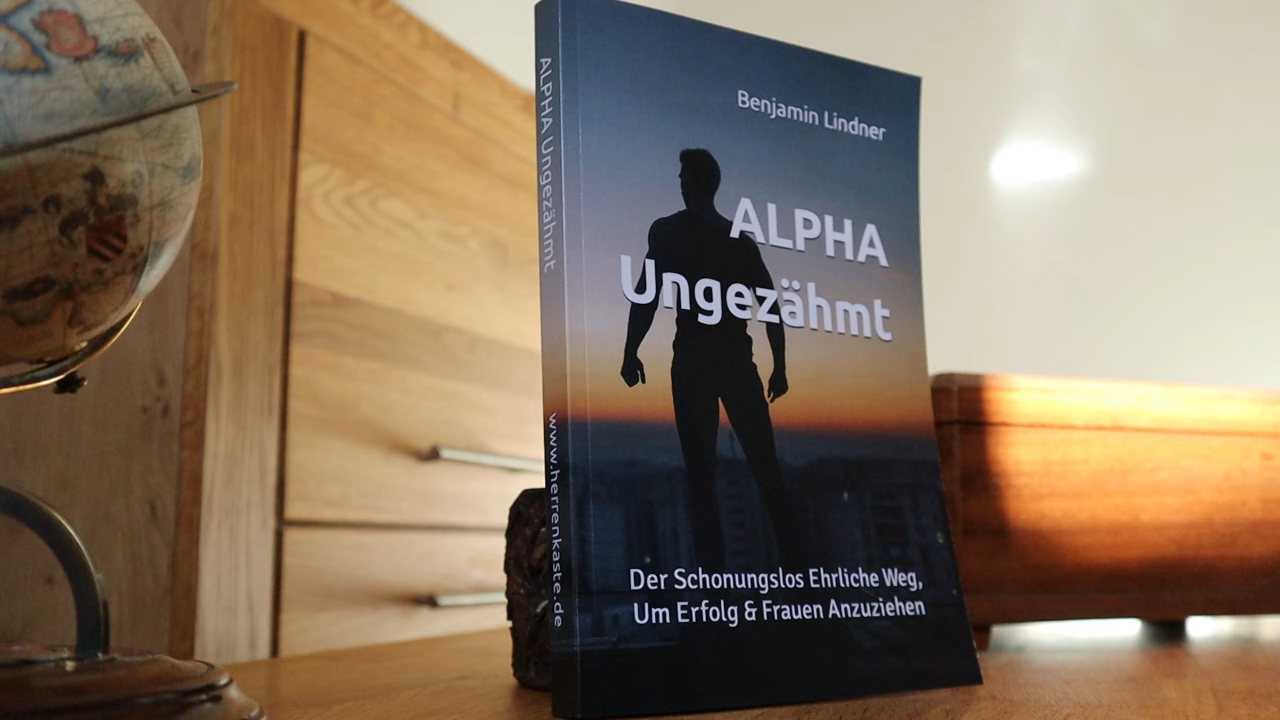 ALPHA Ungezähmt
www.herrenkaste.de
Benjamin Lindner
ALPHA
Ungezähmt
Der Schonungslos Ehrliche Weg,
Um Erfolg & Frauen Anzuziehen